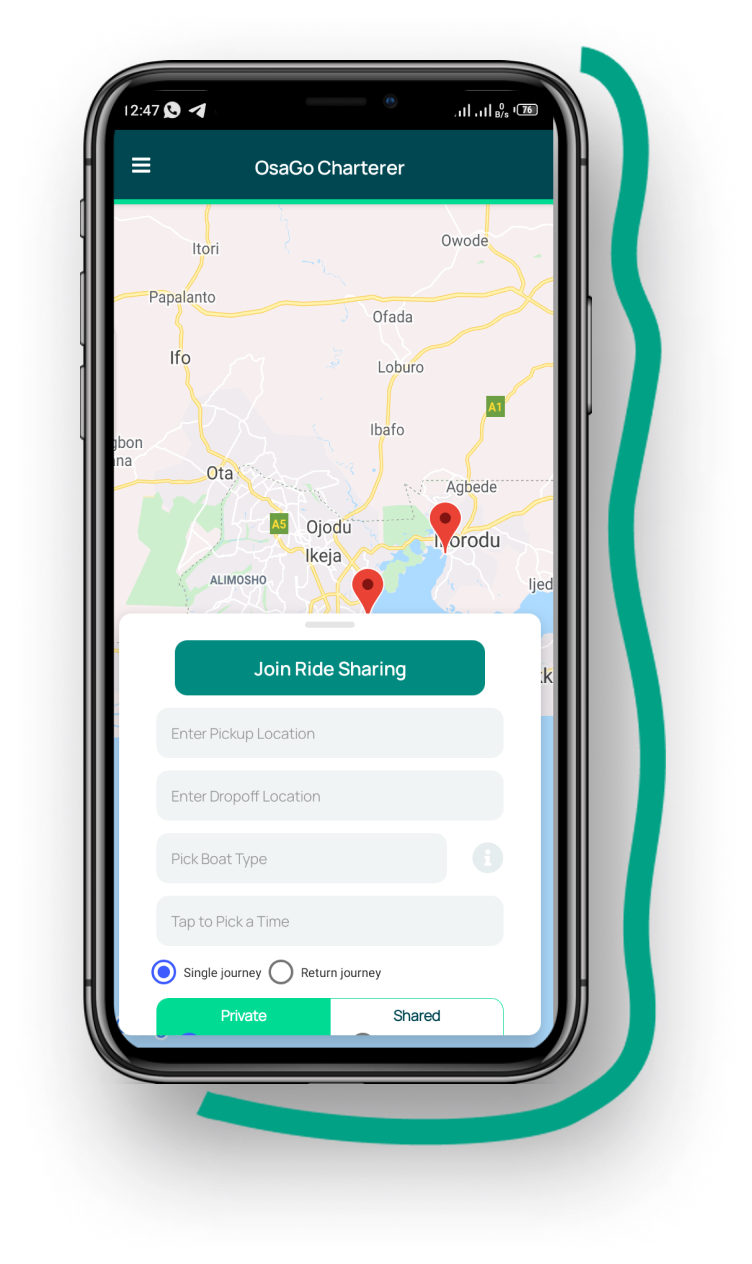 12:47
0
B/s
76
OsaGo Charterer
Owode
Itori
Papalanto
Ofada
Ifo
Loburo
A1
Ibafo
gbon
ana
Ota
Agbede
A5
Ojodu
Ikeja
orodu
ALIMOSHO
Ijed
Join Ride Sharing
kk
Enter Pickup Location
Enter Dropoff Location
Pick Boat Type
i
Tap to Pick a Time
Single journey
Return journey
Private
Shared